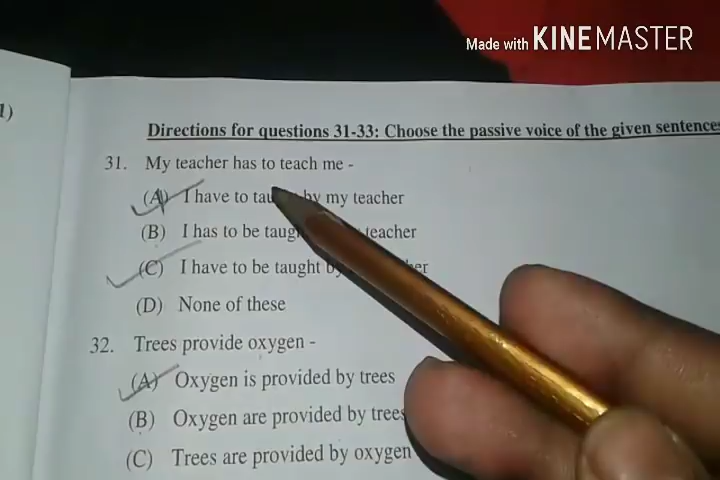 Made with KINEMASTER
1)
Directions for questions 31-33: Choose the passive voice of the given sentences
31. My teacher has to teach me -
(A) I have to by my teacher
(B) I has to be teacher
(C) I have to be taught
(D) None of these
32. Trees provide oxygen -
(A) Oxygen is provided by trees
(B) Oxygen are provided by trees
(C) Trees are provided by oxygen